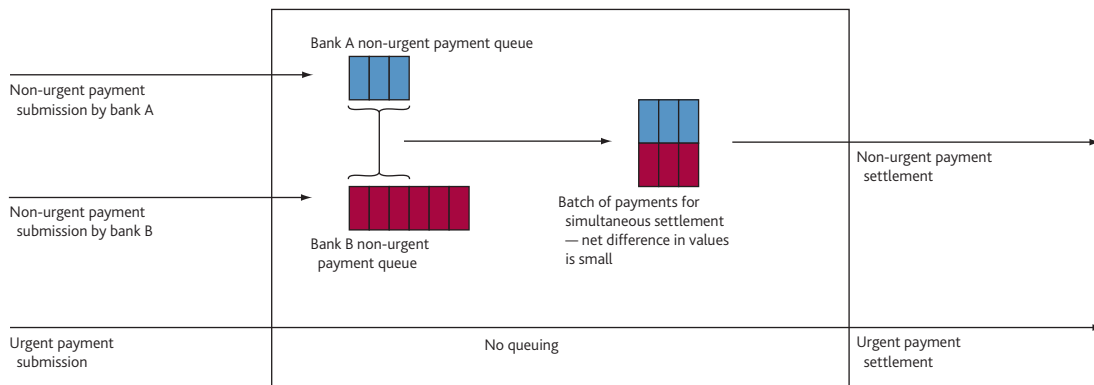 Bank A non-urgent payment queue
Non-urgent payment
submission by bank A
Non-urgent payment
settlement
Non-urgent payment
submission by bank B
Batch of payments for
simultaneous settlement
— net difference in values
is small
Bank B non-urgent
payment queue
Urgent payment
submission
No queuing
Urgent payment
settlement